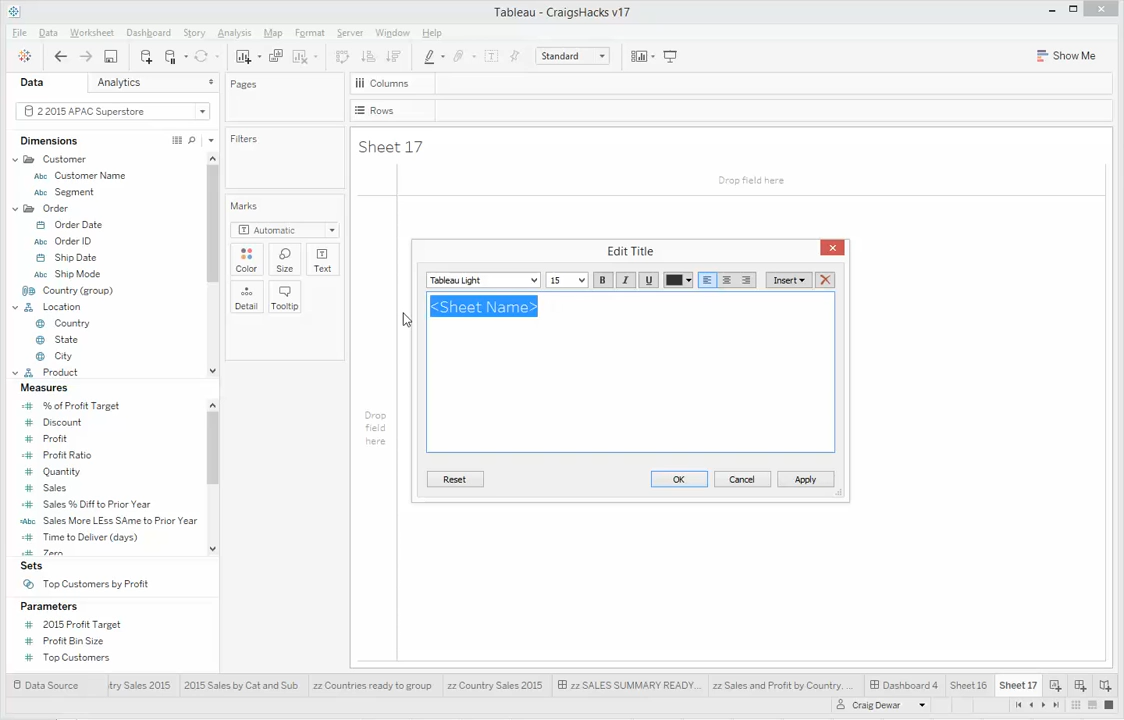 Tableau - CraigsHacks v17
File Data Worksheet Dashboard Story Analysis Map Format Server Window Help
Standard
Show Me
Data Analytics
2 2015 APAC Superstore
Dimensions
Customer
Abc Customer Name
Abc Segment
Order
Order Date
Abc Order ID
Ship Date
Abc Ship Mode
Country (group)
Location
Country
State
City
Product
Measures
% of Profit Target
Discount
Profit
Profit Ratio
Quantity
Sales
Sales % Diff to Prior Year
=Abc Sales More LEss SAme to Prior Year
Time to Deliver (days)
Zero
Sets
Top Customers by Profit
Parameters
2015 Profit Target
Profit Bin Size
Top Customers
Pages
Filters
Marks
Automatic
Color Size Text
Detail Tooltip
Columns
Rows
Sheet 17
Drop field here
Drop
field
here
Edit Title
Tableau Light 15 B I U Insert
<Sheet Name>
Reset OK Cancel Apply
Data Source
try Sales 2015
2015 Sales by Cat and Sub
zz Countries ready to group
zz Country Sales 2015
zz SALES SUMMARY READY...
zz Sales and Profit by Country. ...
Dashboard 4
Sheet 16
Sheet 17
Craig Dewar